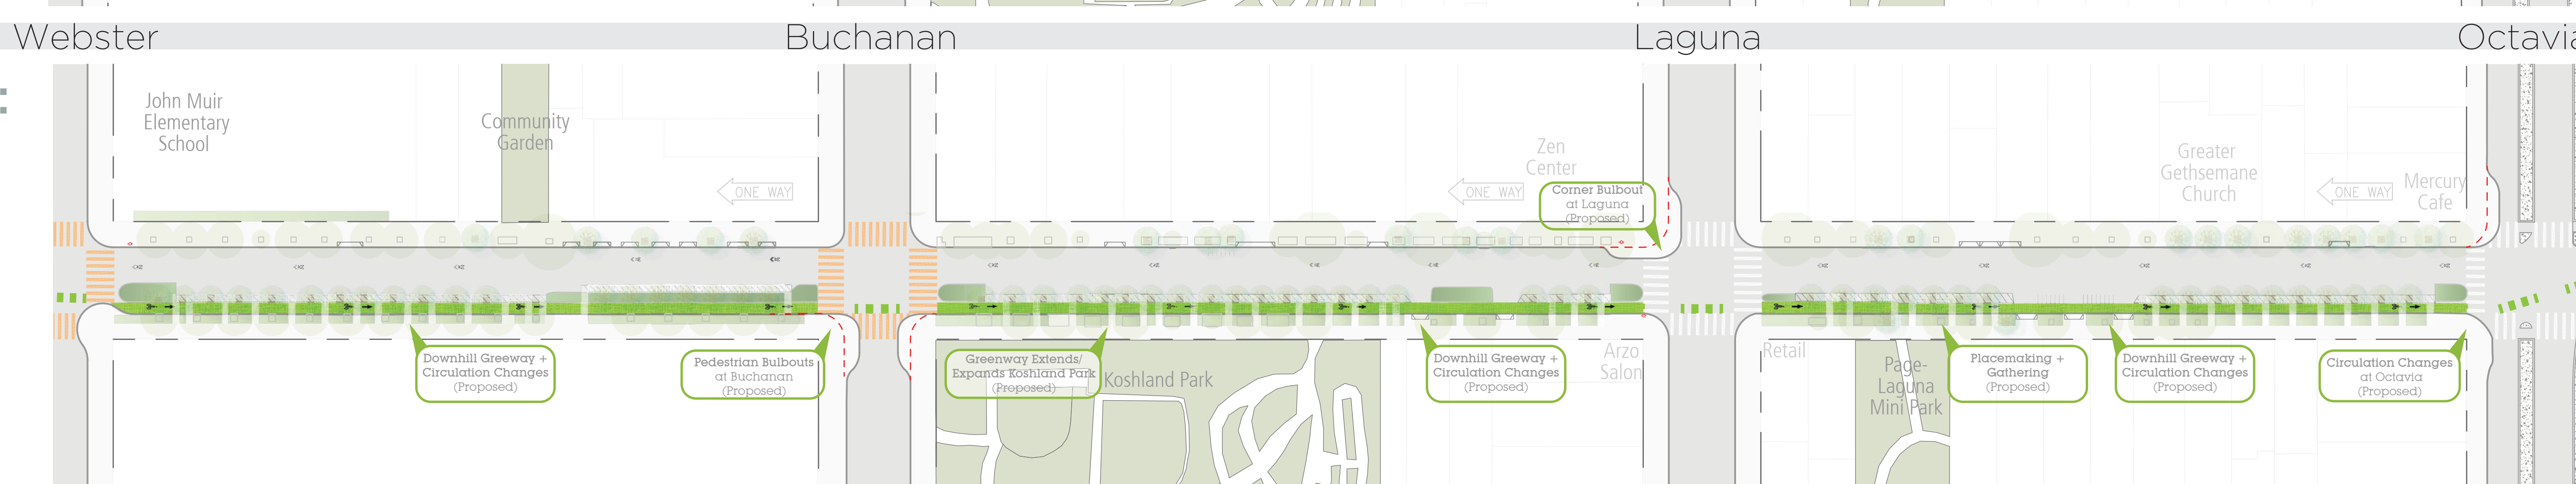 Webster
Buchanan
Laguna
Octavia
John Muir
Elementary
School
Community
Garden
ONE WAY
Zen
Center
ONE WAY
Corner Bulbout
at Laguna
(Proposed)
Greater
Gethsemane
Church
ONE WAY
Mercury
Cafe
Downhill Greeway +
Circulation Changes
(Proposed)
Pedestrian Bulbouts
at Buchanan
(Proposed)
Greenway Extends/
Expands Koshland Park
(Proposed)
Koshland Park
Downhill Greeway +
Circulation Changes
(Proposed)
Arzo
Salon
Retail
Page-
Laguna
Mini Park
Placemaking +
Gathering
(Proposed)
Downhill Greeway +
Circulation Changes
(Proposed)
Circulation Changes
at Octavia
(Proposed)